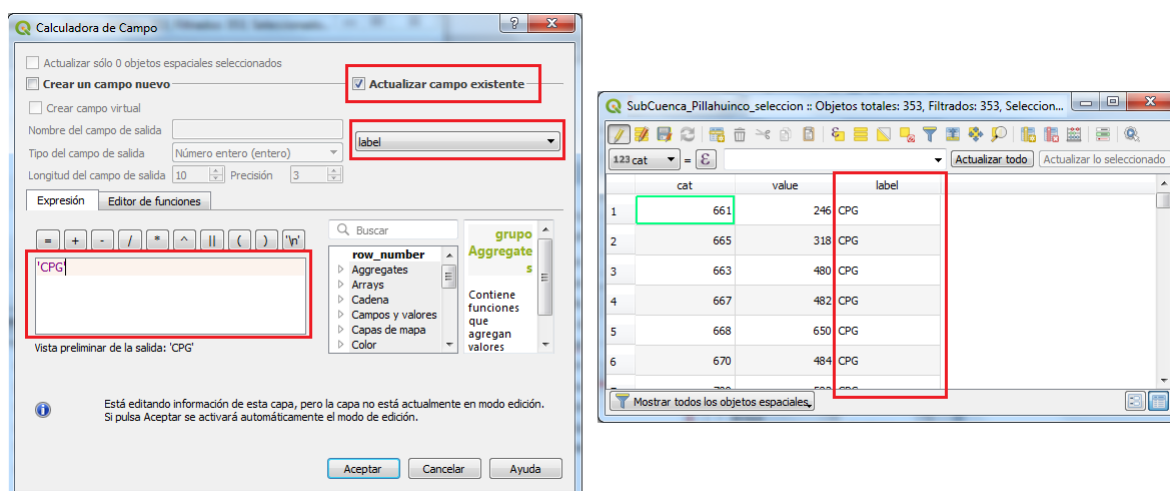 Calculadora de Campo
Actualizar sólo 0 objetos espaciales seleccionados
Crear un campo nuevo
Actualizar campo existente
Crear campo virtual
Nombre del campo de salida
label
Tipo del campo de salida Número entero (entero)
Longitud del campo de salida 10 Precisión 3
Expresión Editor de funciones
= + - / * ^ || ( ) '\n'
'CPG'
Vista preliminar de la salida: 'CPG'
Buscar
row_number
Aggregates
Arrays
Cadena
Campos y valores
Capas de mapa
Color
grupo
Aggregate
s
Contiene
funciones
que
agregan
valores
Está editando información de esta capa, pero la capa no está actualmente en modo edición.
Si pulsa Aceptar se activará automáticamente el modo de edición.
Aceptar Cancelar Ayuda
SubCuenca_Pillahuinco_seleccion :: Objetos totales: 353, Filtrados: 353, Seleccion...
123 cat = ε Actualizar todo Actualizar lo seleccionado
cat value label
1 661 246 CPG
2 665 318 CPG
3 663 480 CPG
4 667 482 CPG
5 668 650 CPG
6 670 484 CPG
Mostrar todos los objetos espaciales